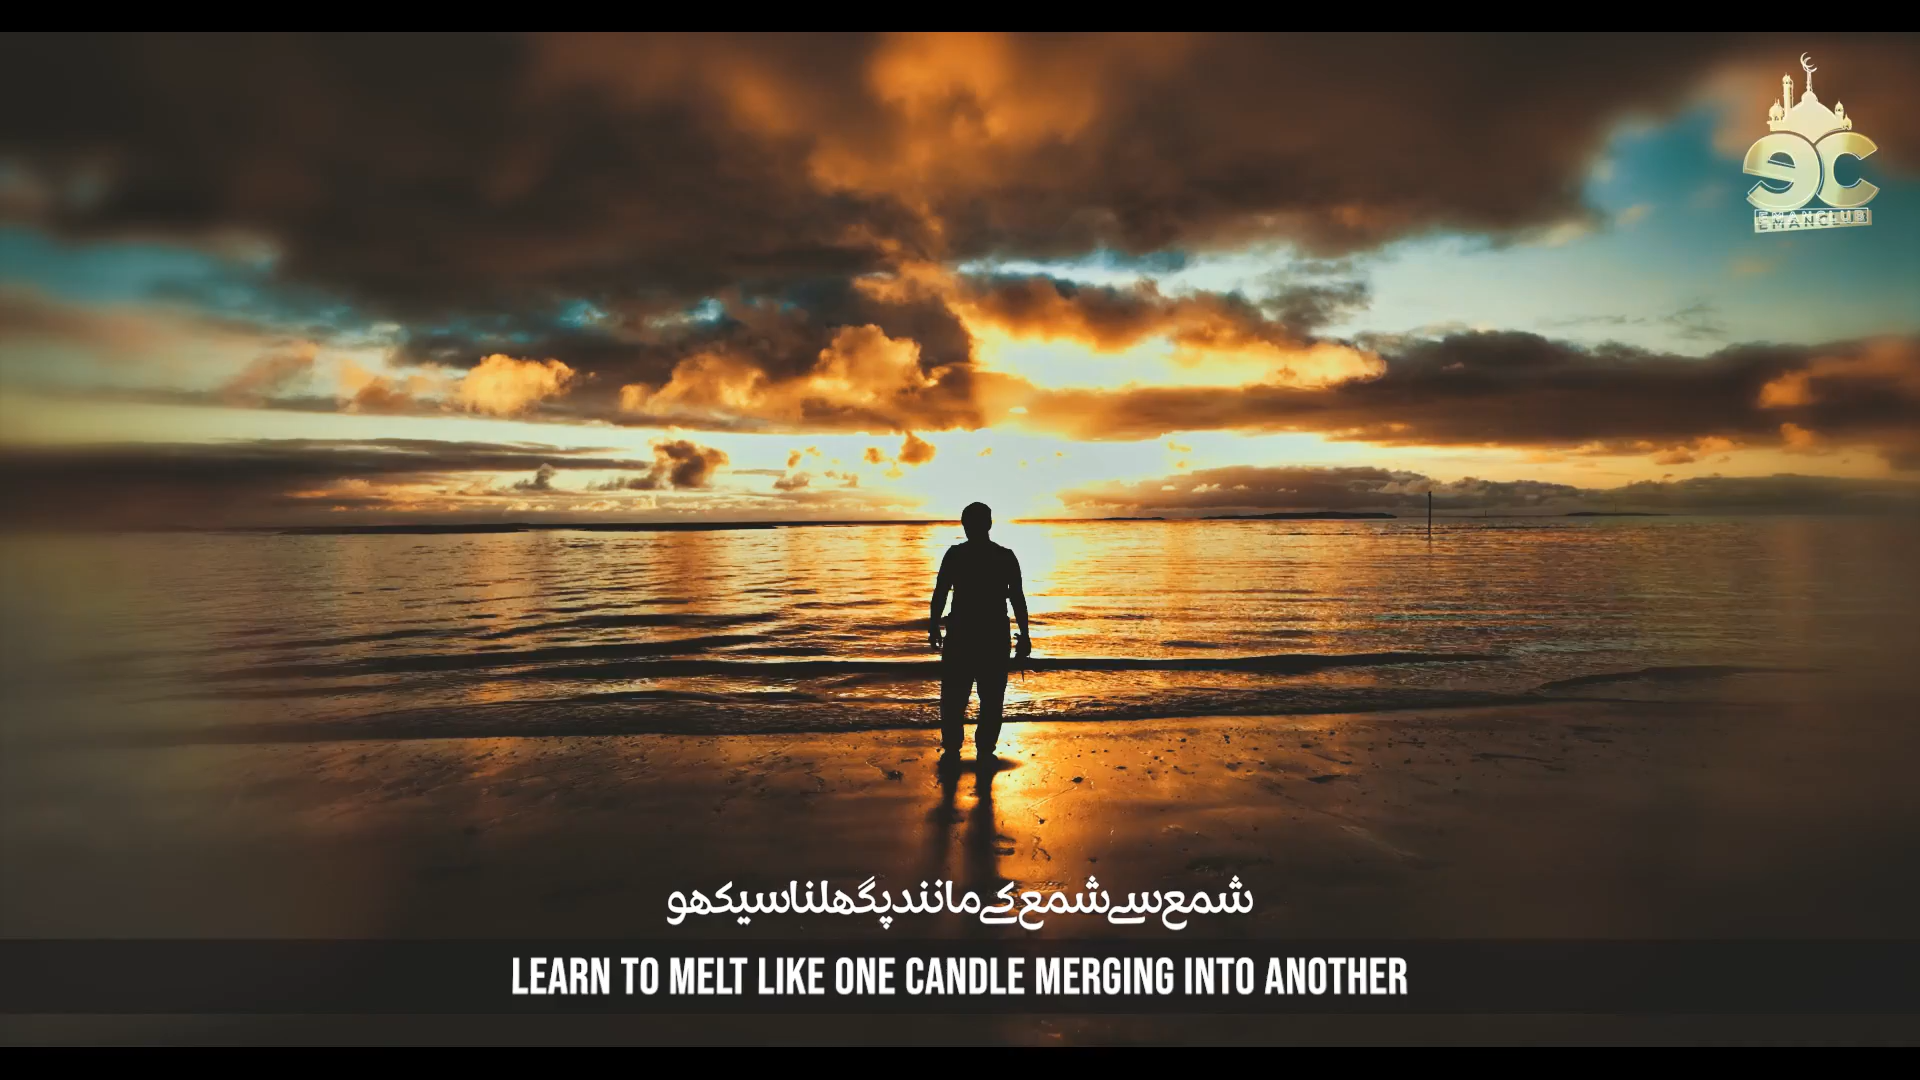 EMANCLUB
شمع سے شمع کے مانند پگھلنا سیکھو
LEARN TO MELT LIKE ONE CANDLE MERGING INTO ANOTHER